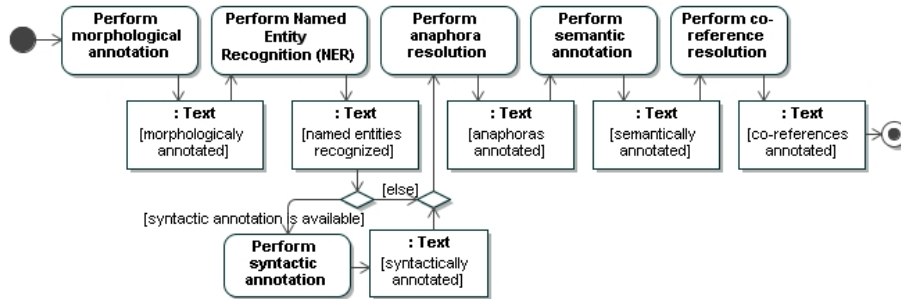 Perform
morphological
annotation
Perform Named
Entity
Recognition (NER)
Perform
anaphora
resolution
Perform
semantic
annotation
Perform co-
reference
resolution
: Text
[morphologicaly
annotated]
: Text
[named entities
recognized]
: Text
[anaphoras
annotated]
: Text
[semantically
annotated]
: Text
[co-references
annotated]
[else]
[syntactic annotation is available]
Perform
syntactic
annotation
: Text
[syntactically
annotated]